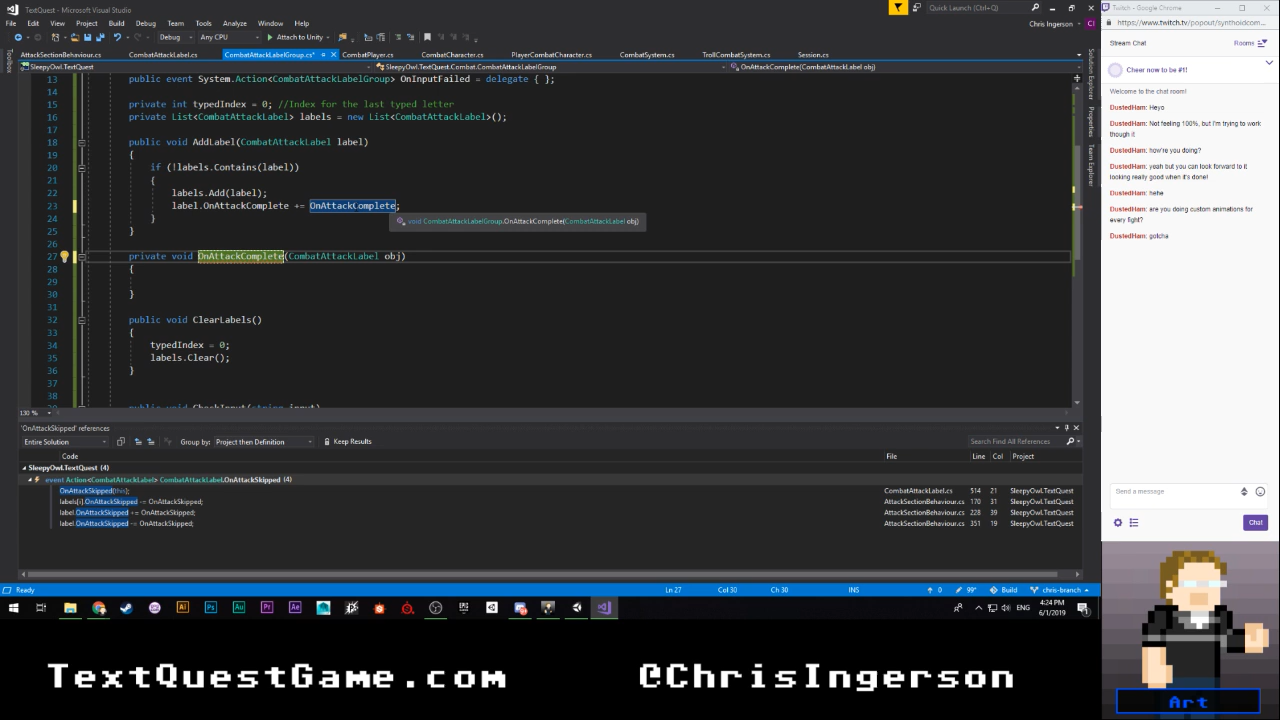 TextQuest - Microsoft Visual Studio
Quick Launch (Ctrl+Q)
File Edit View Project Build Debug Team Tools Analyze Window Help
Chris Ingerson CI
Debug Any CPU Attach to Unity
AttackSectionBehaviour.cs CombatAttackLabel.cs CombatAttackLabelGroup.cs* CombatPlayer.cs CombatCharacter.cs PlayerCombatCharacter.cs CombatSystem.cs TrollCombatSystem.cs Session.cs
SleepyOwl.TextQuest SleepyOwl.TextQuest.Combat.CombatAttackLabelGroup OnAttackComplete(CombatAttackLabel obj)
Toolbox
Solution Explorer
Properties
Team Explorer
13 public event System.Action<CombatAttackLabelGroup> OnInputFailed = delegate { };
14
15 private int typedIndex = 0; //Index for the last typed letter
16 private List<CombatAttackLabel> labels = new List<CombatAttackLabel>();
17
18 public void AddLabel(CombatAttackLabel label)
19 {
20 if (!labels.Contains(label))
21 {
22 labels.Add(label);
23 label.OnAttackComplete += OnAttackComplete;
void CombatAttackLabelGroup.OnAttackComplete(CombatAttackLabel obj)
24 }
25 }
26
27 private void OnAttackComplete(CombatAttackLabel obj)
28 {
29
30 }
31
32 public void ClearLabels()
33 {
34 typedIndex = 0;
35 labels.Clear();
36 }
37
38
39 public void CheckInput(string input)
130 %
'OnAttackSkipped' references
Entire Solution Group by: Project then Definition Keep Results Search Find All References
Code File Line Col Project
SleepyOwl.TextQuest (4)
event Action<CombatAttackLabel> CombatAttackLabel.OnAttackSkipped (4)
OnAttackSkipped(this); CombatAttackLabel.cs 514 21 SleepyOwl.TextQuest
labels[i].OnAttackSkipped -= OnAttackSkipped; AttackSectionBehaviour.cs 170 31 SleepyOwl.TextQuest
label.OnAttackSkipped += OnAttackSkipped; AttackSectionBehaviour.cs 228 39 SleepyOwl.TextQuest
label.OnAttackSkipped -= OnAttackSkipped; AttackSectionBehaviour.cs 351 19 SleepyOwl.TextQuest
Ready Ln 27 Col 30 Ch 30 INS 0 99* Build chris-branch
ENG
4:24 PM
6/1/2019
Twitch - Google Chrome
https://www.twitch.tv/popout/synthoidcom...
Stream Chat Rooms
Cheer now to be #1!
Welcome to the chat room!
DustedHam: Heyo
DustedHam: Not feeling 100%, but I'm trying to work
though it
DustedHam: how're you doing?
DustedHam: yeah but you can look forward to it
looking really good when it's done!
DustedHam: hehe
DustedHam: are you doing custom animations for
every fight?
DustedHam: gotcha
Send a message
Chat
TextQuestGame.com @ChrisIngerson
Art